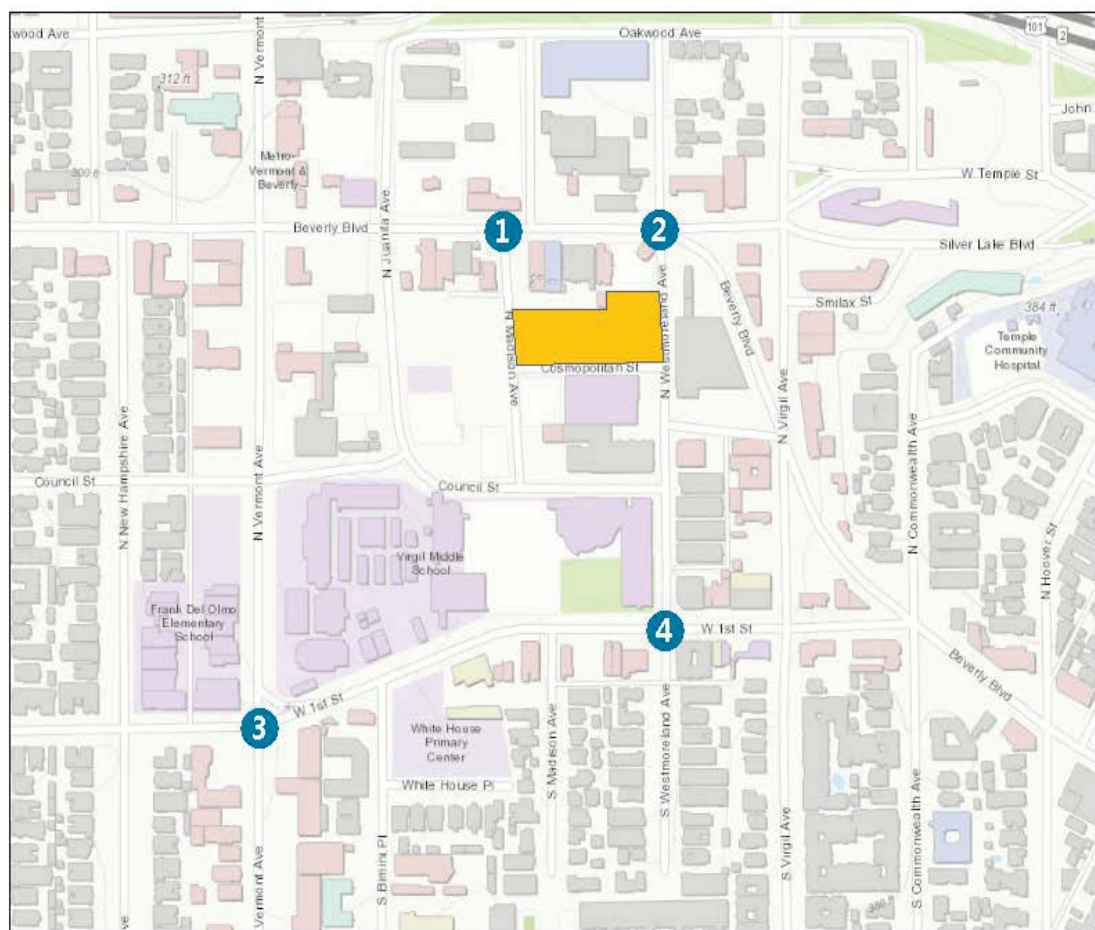 wood Ave
N Vermont
Oakwood Ave
101
2
312 ft
John
Metro-
Vermont &
Beverly
300 ft
N Juanita Ave
W Temple St
1
2
Beverly Blvd
Silver Lake Blvd
N Madison Ave
N Westmoreland Ave
Beverly Blvd
Smilax St
384 ft
Temple
Community
Hospital
Cosmopolitan St
N New Hampshire Ave
N Vermont Ave
N Virgil Ave
N Commonwealth Ave
Council St
Council St
N Hoover St
Virgil Middle
School
Frank Del Olmo
Elementary
School
4
W 1st St
3
W 1st St
Beverly Blvd
White House
Primary
Center
White House Pl
S Madison Ave
S Westmoreland Ave
S Virgil Ave
S Commonwealth Ave
S Bimini Pl
Vermont Ave
Ave